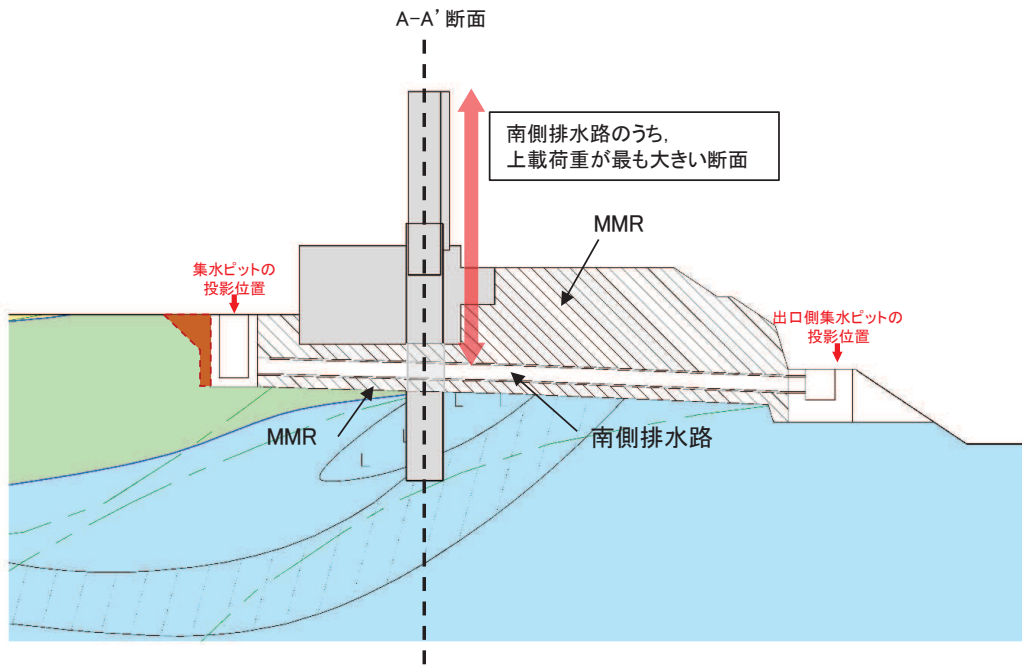 A-A’断面
南側排水路のうち,
上載荷重が最も大きい断面
MMR
集水ピットの
投影位置
出口側集水ピットの
投影位置
MMR
南側排水路
L
L
L
L